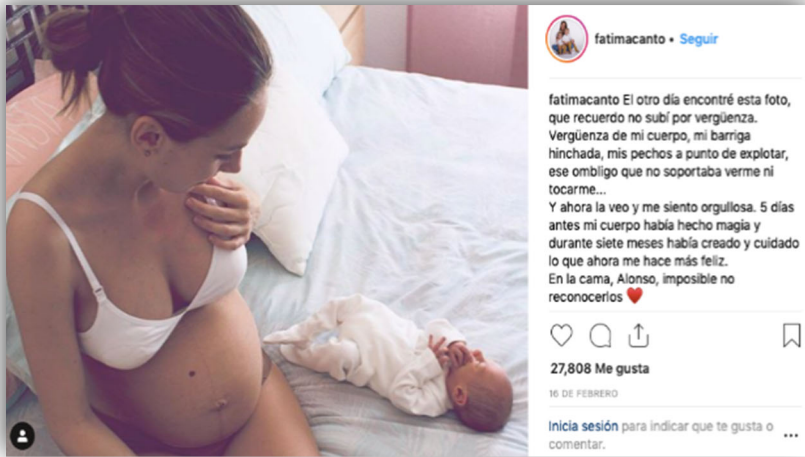 fatimacanto • Seguir
fatimacanto El otro día encontré esta foto,
que recuerdo no subí por vergüenza.
Vergüenza de mi cuerpo, mi barriga
hinchada, mis pechos a punto de explotar,
ese ombligo que no soportaba verme ni
tocarme...
Y ahora la veo y me siento orgullosa. 5 días
antes mi cuerpo había hecho magia y
durante siete meses había creado y cuidado
lo que ahora me hace más feliz.
En la cama, Alonso, imposible no
reconocerlos ❤️
27,808 Me gusta
16 DE FEBRERO
Inicia sesión para indicar que te gusta o
comentar.